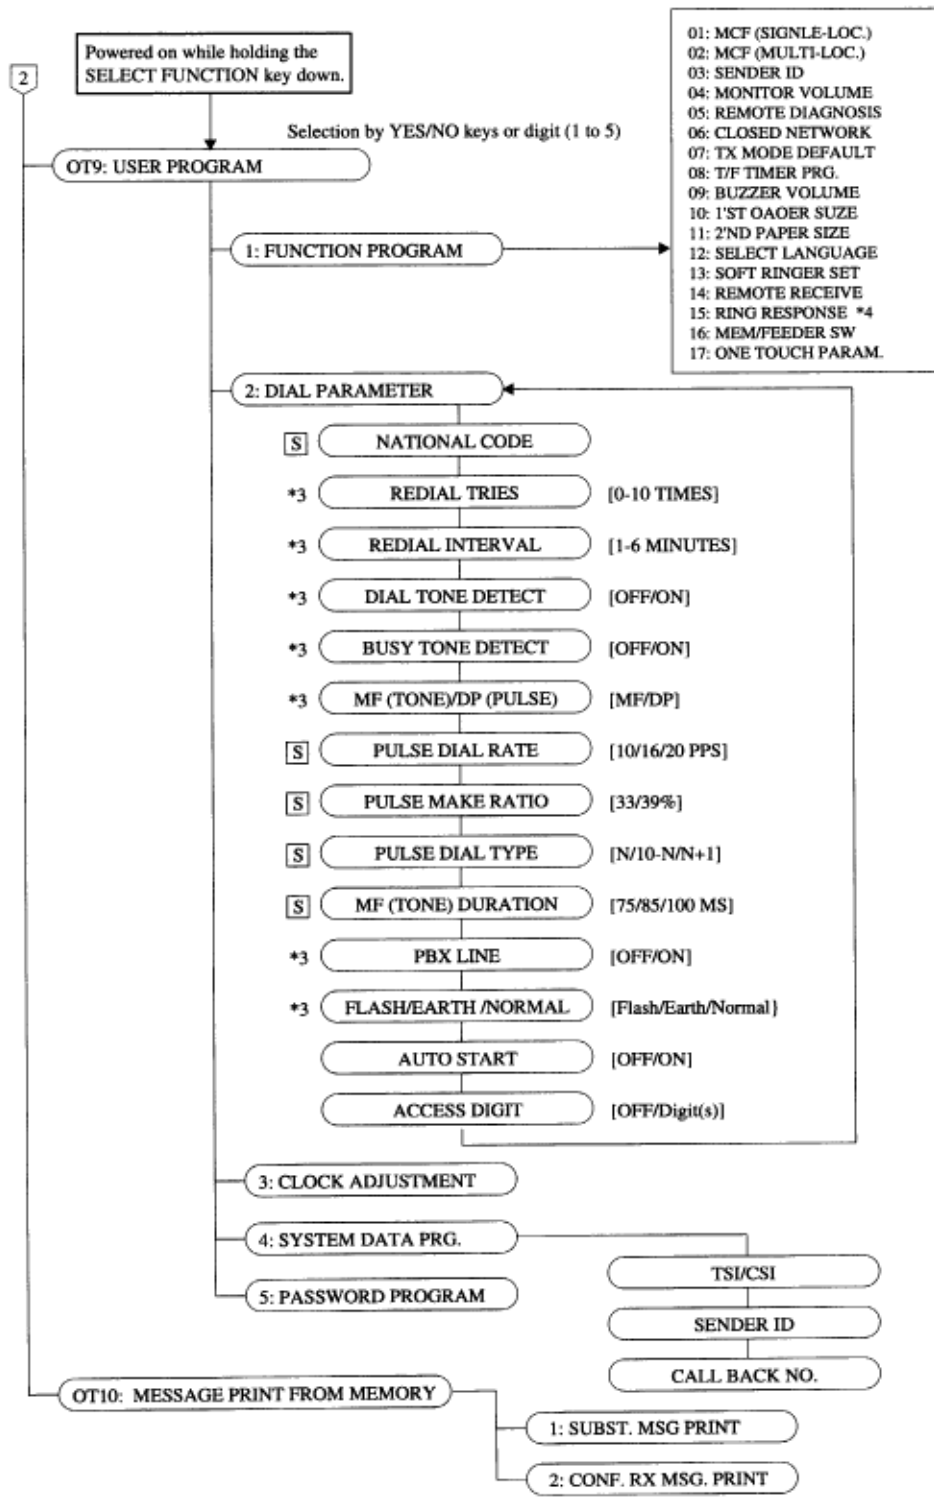 Powered on while holding the
SELECT FUNCTION key down.
2
Selection by YES/NO keys or digit (1 to 5)
OT9: USER PROGRAM
1: FUNCTION PROGRAM
01: MCF (SIGNLE-LOC.)
02: MCF (MULTI-LOC.)
03: SENDER ID
04: MONITOR VOLUME
05: REMOTE DIAGNOSIS
06: CLOSED NETWORK
07: TX MODE DEFAULT
08: T/F TIMER PRG.
09: BUZZER VOLUME
10: 1'ST OAOER SUZE
11: 2'ND PAPER SIZE
12: SELECT LANGUAGE
13: SOFT RINGER SET
14: REMOTE RECEIVE
15: RING RESPONSE *4
16: MEM/FEEDER SW
17: ONE TOUCH PARAM.
2: DIAL PARAMETER
S NATIONAL CODE
*3 REDIAL TRIES [0-10 TIMES]
*3 REDIAL INTERVAL [1-6 MINUTES]
*3 DIAL TONE DETECT [OFF/ON]
*3 BUSY TONE DETECT [OFF/ON]
*3 MF (TONE)/DP (PULSE) [MF/DP]
S PULSE DIAL RATE [10/16/20 PPS]
S PULSE MAKE RATIO [33/39%]
S PULSE DIAL TYPE [N/10-N/N+1]
S MF (TONE) DURATION [75/85/100 MS]
*3 PBX LINE [OFF/ON]
*3 FLASH/EARTH /NORMAL [Flash/Earth/Normal}
AUTO START [OFF/ON]
ACCESS DIGIT [OFF/Digit(s)]
3: CLOCK ADJUSTMENT
4: SYSTEM DATA PRG.
TSI/CSI
SENDER ID
CALL BACK NO.
5: PASSWORD PROGRAM
OT10: MESSAGE PRINT FROM MEMORY
1: SUBST. MSG PRINT
2: CONF. RX MSG. PRINT